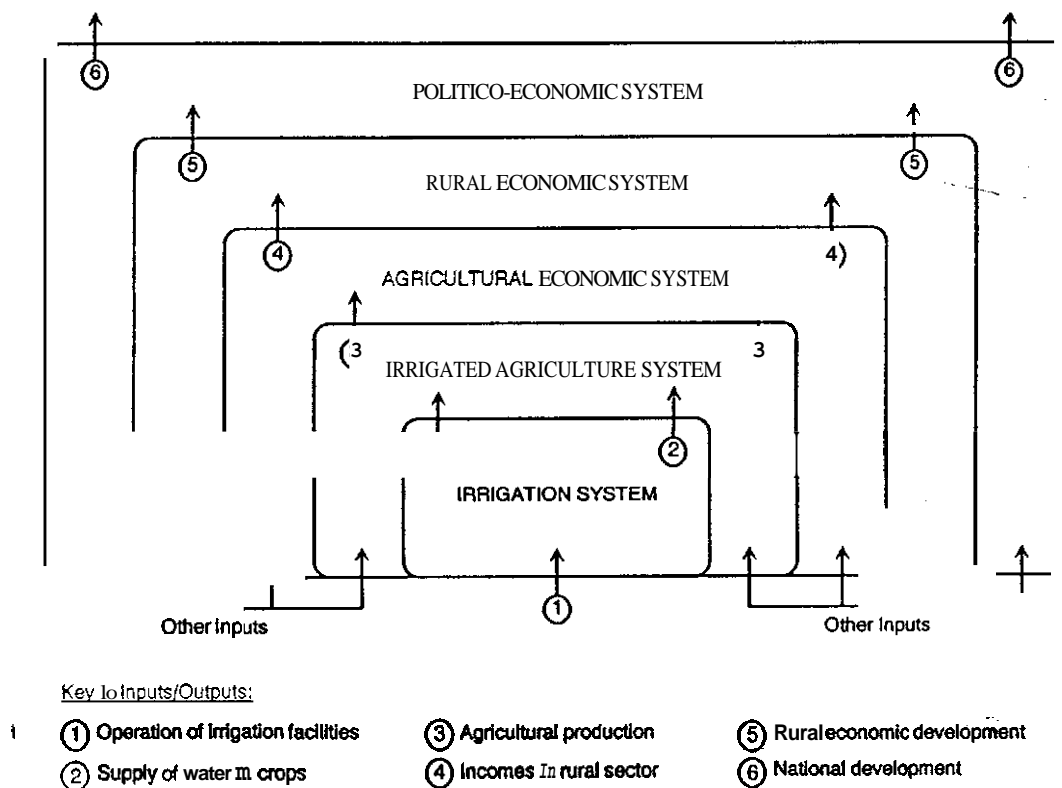 ⑥ ⑥
POLITICO-ECONOMIC SYSTEM
⑤ ⑤
RURAL ECONOMIC SYSTEM
④ 4)
AGRICULTURAL ECONOMIC SYSTEM
(3 3
IRRIGATED AGRICULTURE SYSTEM
②
IRRIGATION SYSTEM
①
Other Inputs Other Inputs
Key lo Inputs/Outputs:
① Operation of Irrigation facilities ③ Agricultural production ⑤ Rural economic development
② Supply of water m crops ④ Incomes In rural sector ⑥ National development